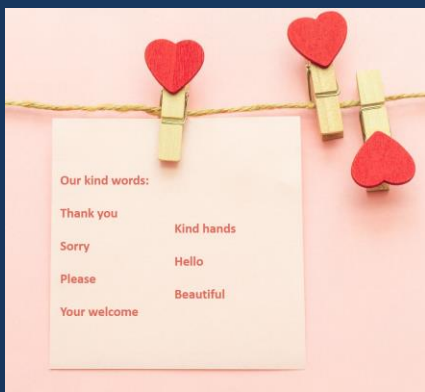 Our kind words:
Thank you
Sorry
Please
Your welcome
Kind hands
Hello
Beautiful